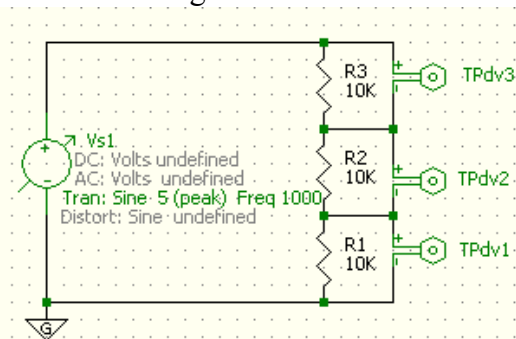 R3
10K
TPdv3
Vs1
DC: Volts undefined
AC: Volts undefined
Tran: Sine 5 (peak) Freq 1000
Distort: Sine undefined
R2
10K
TPdv2
R1
10K
TPdv1
G